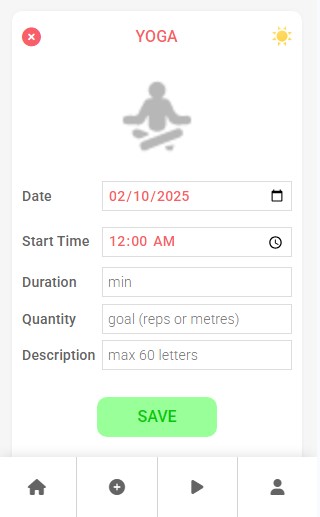 YOGA
Date 02/10/2025
Start Time 12:00 AM
Duration min
Quantity goal (reps or metres)
Description max 60 letters
SAVE